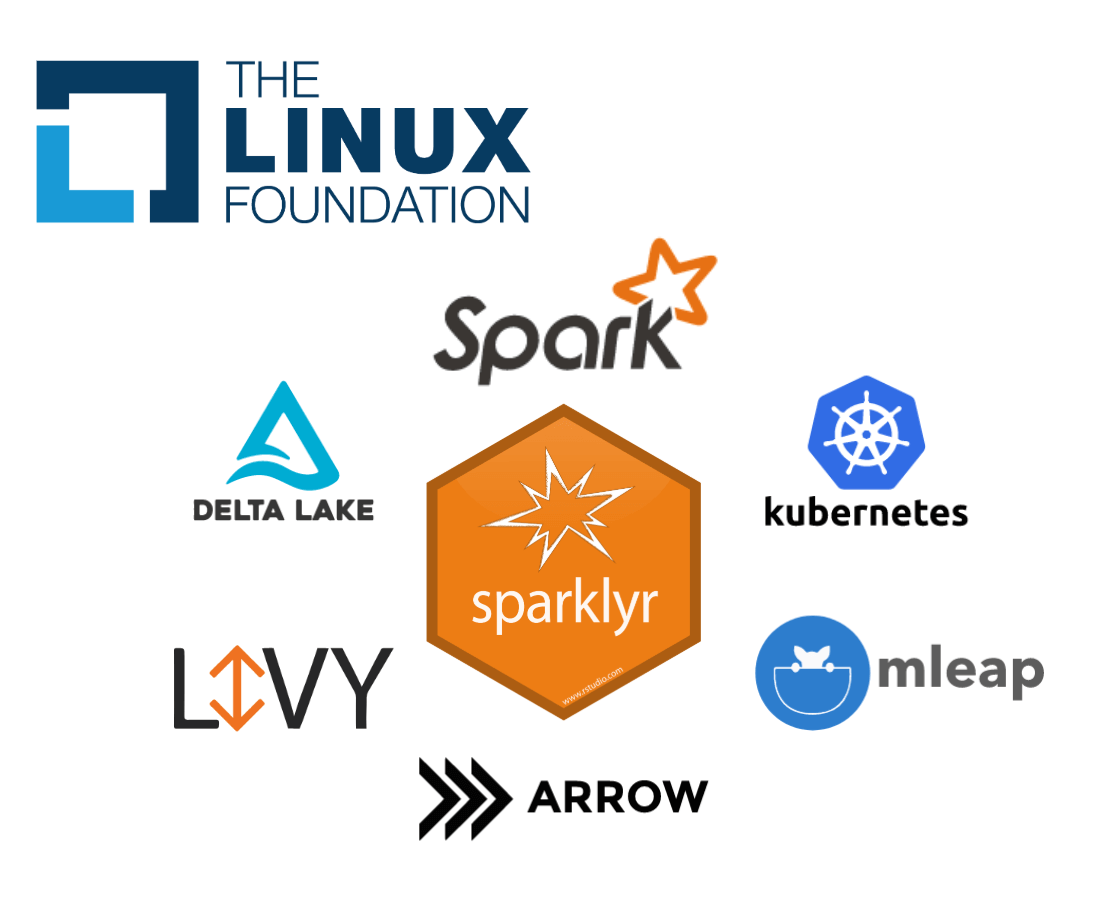 THE
LINUX
FOUNDATION
Spark
DELTA LAKE
kubernetes
sparklyr
www.rstudio.com
LIVY
mleap
ARROW